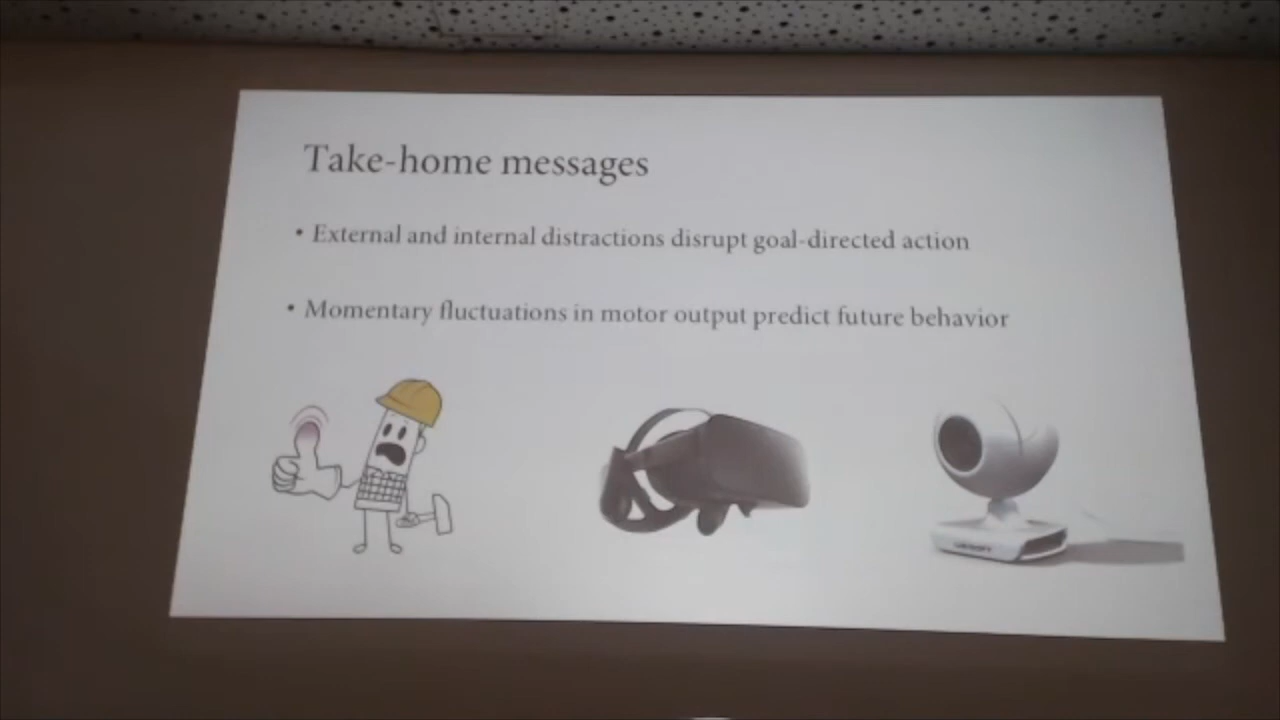 Take-home messages
• External and internal distractions disrupt goal-directed action
• Momentary fluctuations in motor output predict future behavior